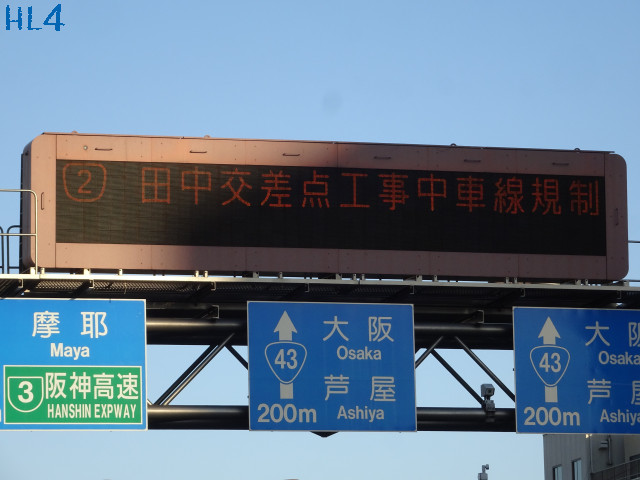 HL4
② 田中交差点工事中車線規制
摩耶
Maya
3 阪神高速
HANSHIN EXPWAY
大阪
Osaka
43
芦屋
200m Ashiya
大阪
Osaka
43
芦屋
200m Ashiya